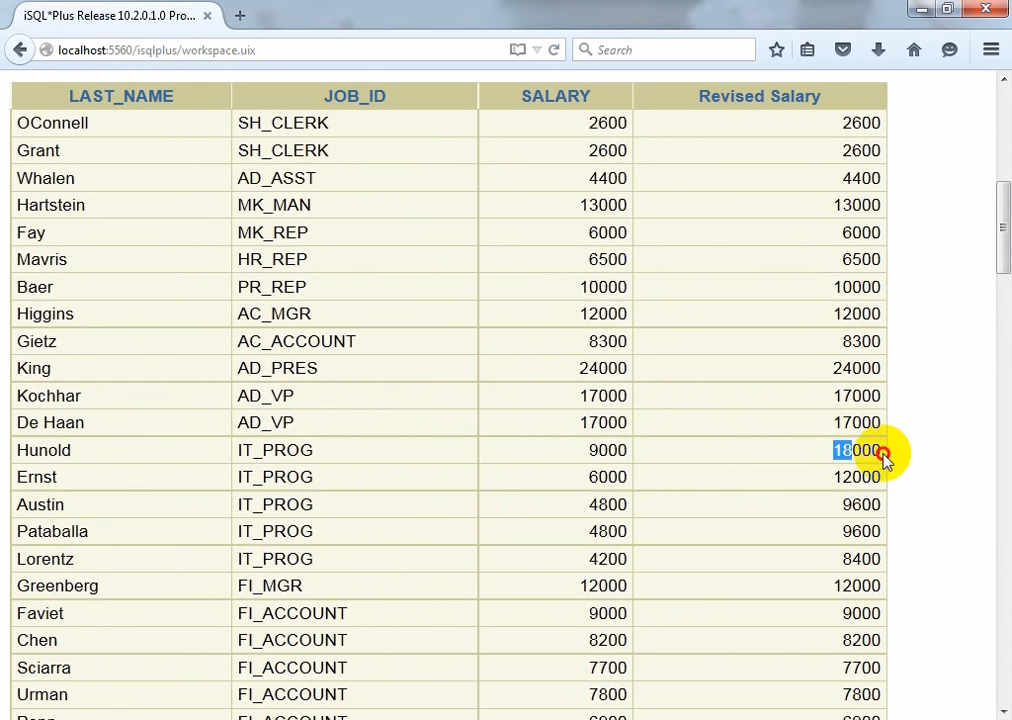 iSQL*Plus Release 10.2.0.1.0 Pro...
localhost:5560/isqlplus/workspace.uix
Search
LAST_NAME JOB_ID SALARY Revised Salary
OConnell SH_CLERK 2600 2600
Grant SH_CLERK 2600 2600
Whalen AD_ASST 4400 4400
Hartstein MK_MAN 13000 13000
Fay MK_REP 6000 6000
Mavris HR_REP 6500 6500
Baer PR_REP 10000 10000
Higgins AC_MGR 12000 12000
Gietz AC_ACCOUNT 8300 8300
King AD_PRES 24000 24000
Kochhar AD_VP 17000 17000
De Haan AD_VP 17000 17000
Hunold IT_PROG 9000 18000
Ernst IT_PROG 6000 12000
Austin IT_PROG 4800 9600
Pataballa IT_PROG 4800 9600
Lorentz IT_PROG 4200 8400
Greenberg FI_MGR 12000 12000
Faviet FI_ACCOUNT 9000 9000
Chen FI_ACCOUNT 8200 8200
Sciarra FI_ACCOUNT 7700 7700
Urman FI_ACCOUNT 7800 7800